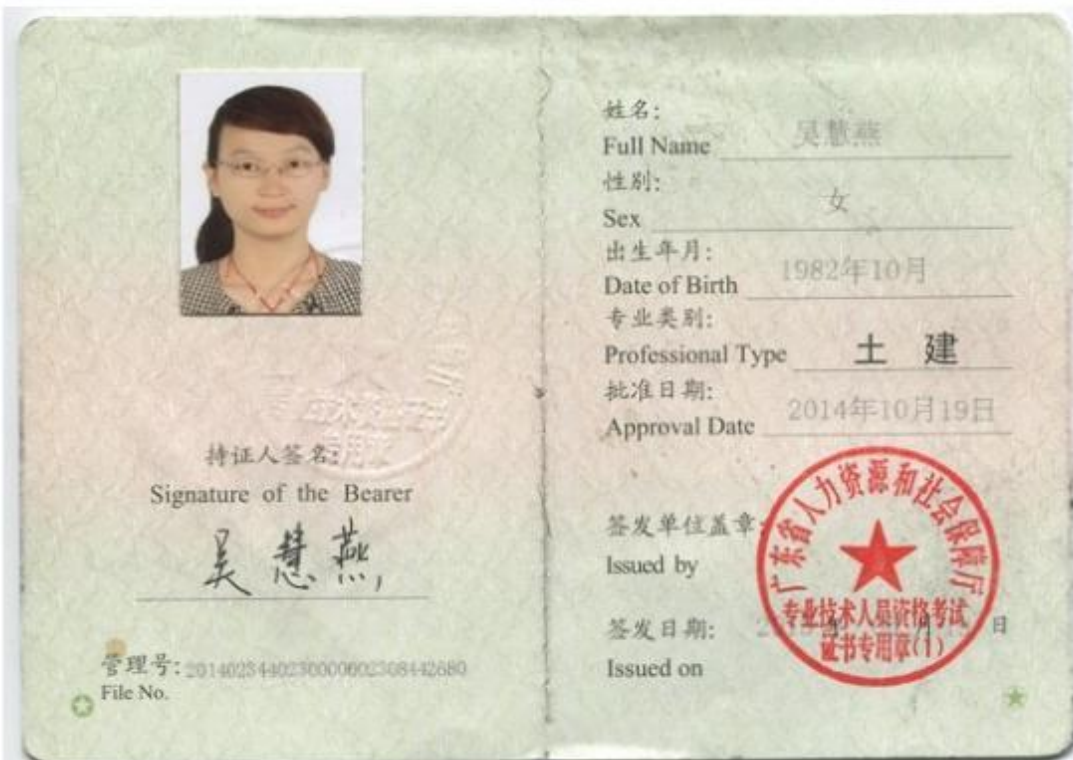 持证人签名:
Signature of the Bearer
吴慧燕
管理号:
File No.
姓名:
吴慧燕
Full Name
性别:
女
Sex
出生年月:
1982年10月
Date of Birth
专业类别:
土 建
Professional Type
批准日期:
2014年10月19日
Approval Date
签发单位盖章:
Issued by
广东省人力资源和社会保障厅
专业技术人员资格考试
证书专用章(1)
签发日期:
日
Issued on